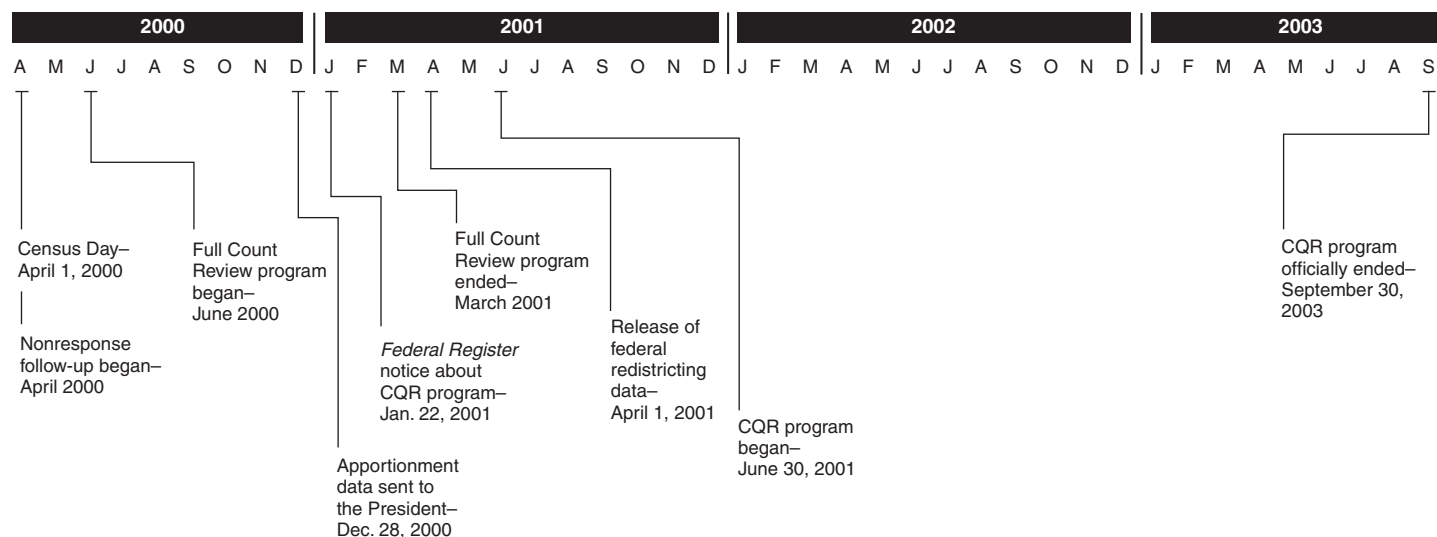 2000 2001 2002 2003
A M J J A S O N D J F M A M J J A S O N D J F M A M J J A S O N D J F M A M J J A S
Census Day–
April 1, 2000
Nonresponse
follow-up began–
April 2000
Full Count
Review program
began–
June 2000
Apportionment
data sent to
the President–
Dec. 28, 2000
Federal Register
notice about
CQR program–
Jan. 22, 2001
Full Count
Review program
ended–
March 2001
Release of
federal
redistricting
data–
April 1, 2001
CQR program
began–
June 30, 2001
CQR program
officially ended–
September 30,
2003